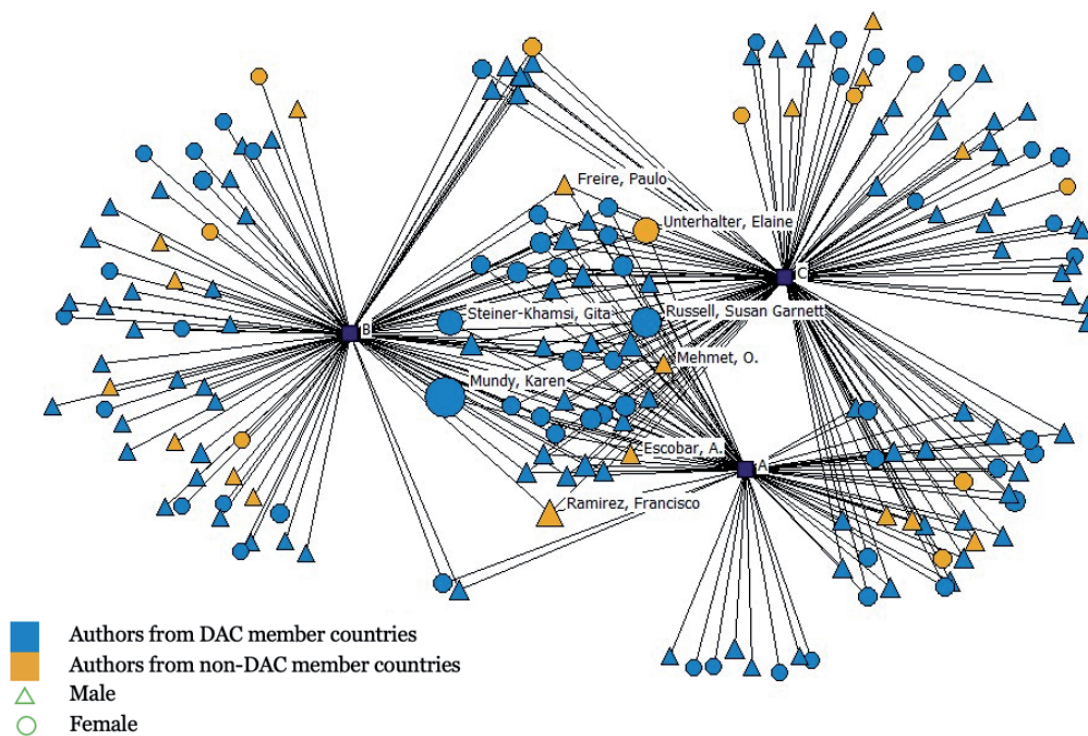 Freire, Paulo
Unterhalter, Elaine
C
Steiner-Khamsi, Gita
Russell, Susan Garnett
B
Mehmet, O.
Mundy, Karen
Escobar, A.
A
Ramirez, Francisco
Authors from DAC member countries
Authors from non-DAC member countries
Male
Female